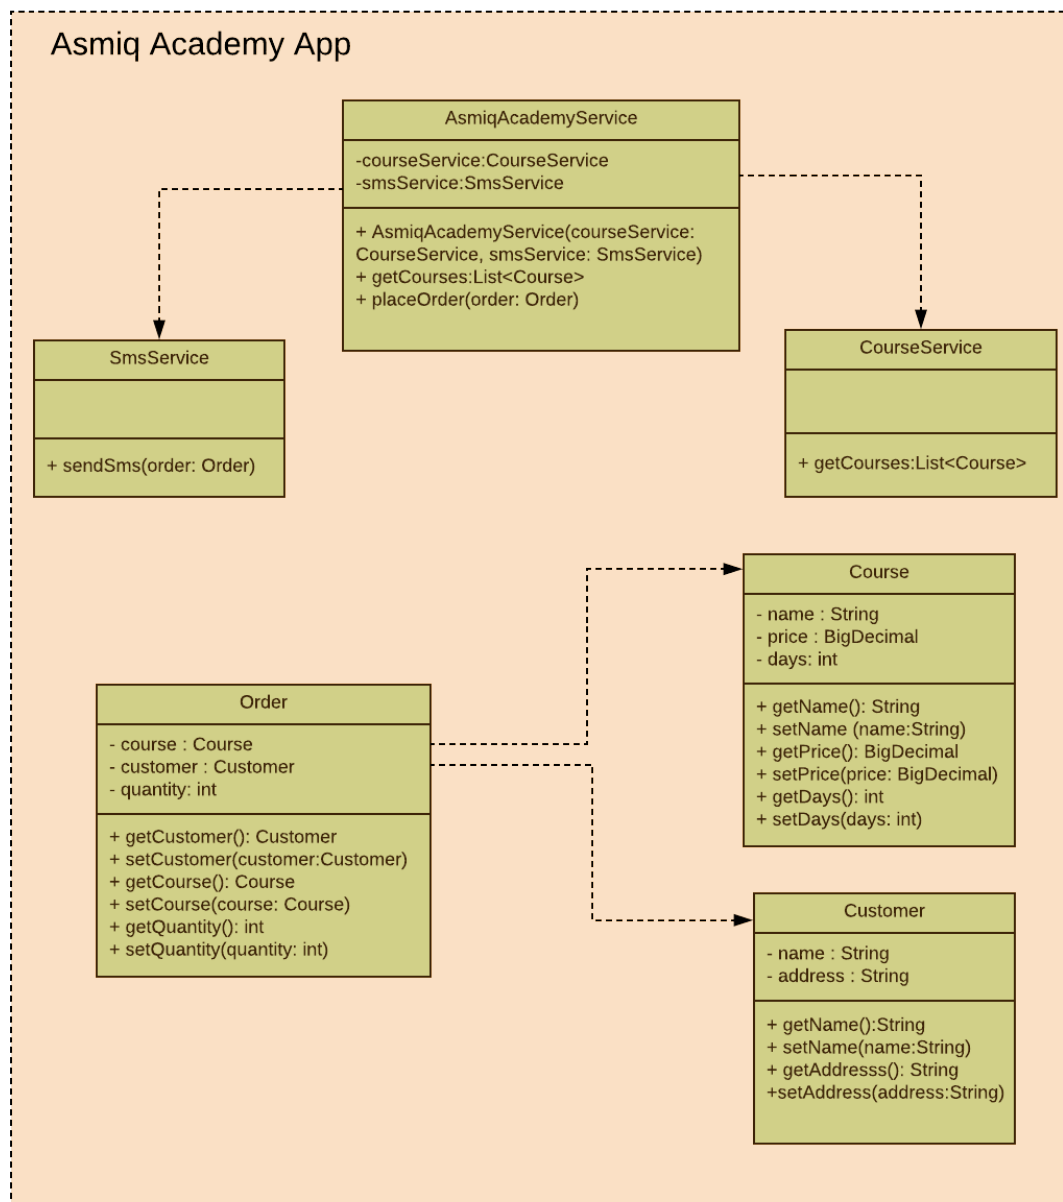 Asmiq Academy App
AsmiqAcademyService
-courseService:CourseService
-smsService:SmsService
+ AsmiqAcademyService(courseService:
CourseService, smsService: SmsService)
+ getCourses:List<Course>
+ placeOrder(order: Order)
SmsService
+ sendSms(order: Order)
CourseService
+ getCourses:List<Course>
Course
- name : String
- price : BigDecimal
- days: int
+ getName(): String
+ setName (name:String)
+ getPrice(): BigDecimal
+ setPrice(price: BigDecimal)
+ getDays(): int
+ setDays(days: int)
Order
- course : Course
- customer : Customer
- quantity: int
+ getCustomer(): Customer
+ setCustomer(customer:Customer)
+ getCourse(): Course
+ setCourse(course: Course)
+ getQuantity(): int
+ setQuantity(quantity: int)
Customer
- name : String
- address : String
+ getName():String
+ setName(name:String)
+ getAddresss(): String
+setAddress(address:String)